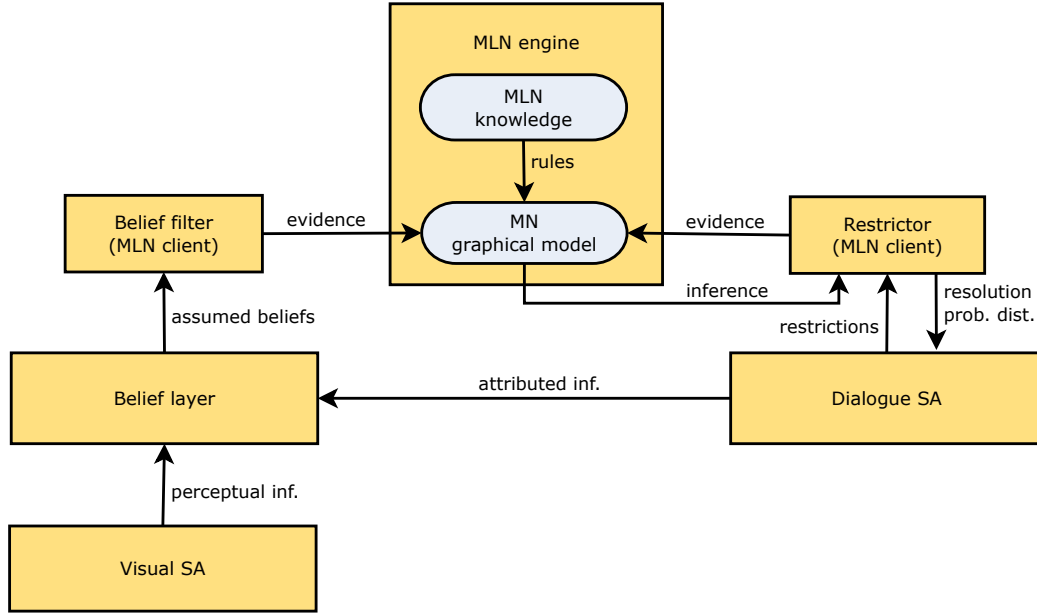 MLN engine
MLN
knowledge
rules
Belief filter
(MLN client)
evidence
MN
graphical model
evidence
Restrictor
(MLN client)
inference
resolution
prob. dist.
assumed beliefs
restrictions
Belief layer
attributed inf.
Dialogue SA
perceptual inf.
Visual SA